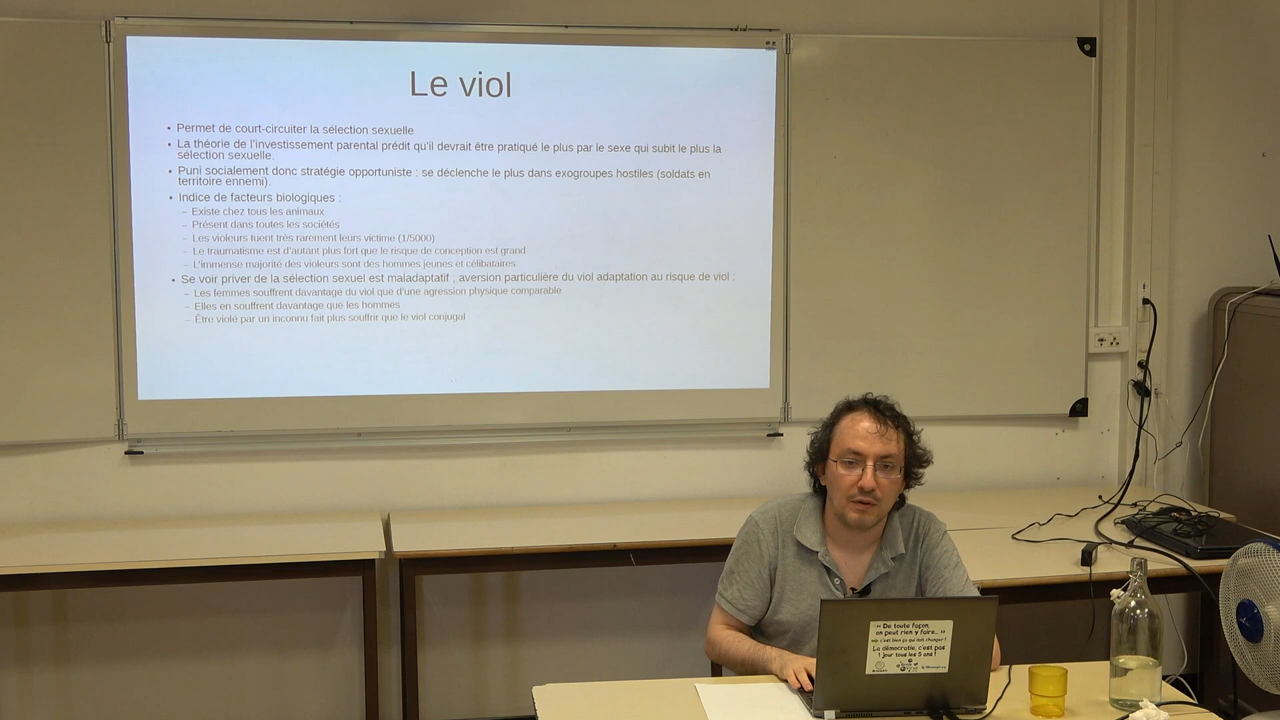 Le viol
• Permet de court-circuiter la sélection sexuelle
• La théorie de l'investissement parental prédit qu'il devrait être pratiqué le plus par le sexe qui subit le plus la
sélection sexuelle.
• Puni socialement donc stratégie opportuniste : se déclenche le plus dans exogroupes hostiles (soldats en
territoire ennemi).
• Indice de facteurs biologiques :
– Existe chez tous les animaux
– Présent dans toutes les sociétés
– Les violeurs tuent très rarement leurs victime (1/5000)
– Le traumatisme est d'autant plus fort que le risque de conception est grand
– L'immense majorité des violeurs sont des hommes jeunes et célibataires
• Se voir priver de la sélection sexuel est maladaptatif ; aversion particulière du viol adaptation au risque de viol :
– Les femmes souffrent davantage du viol que d'une agression physique comparable
– Elles en souffrent davantage que les hommes
– Être violé par un inconnu fait plus souffrir que le viol conjugal
« De toute façon,
on peut rien y faire... »
c'est bien ça qui doit changer !
La démocratie, c'est pas
1 jour tous les 5 ans !